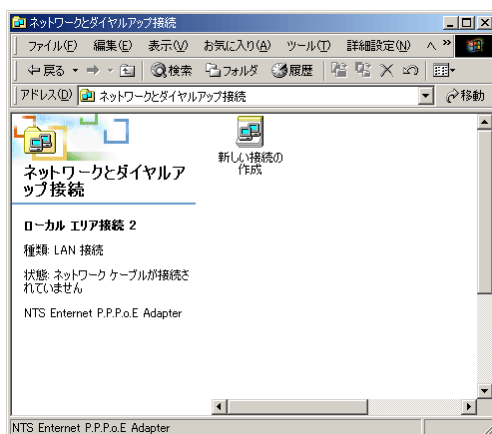 ネットワークとダイヤルアップ接続
ファイル(F) 編集(E) 表示(V) お気に入り(A) ツール(T) 詳細設定(N) ヘ »
戻る 検索 フォルダ 履歴
アドレス(D) ネットワークとダイヤルアップ接続 移動
ネットワークとダイヤルア
ップ接続
ローカル エリア接続 2
種類: LAN 接続
状態: ネットワーク ケーブルが接続さ
れていません
NTS Enternet P.P.P.o.E Adapter
新しい接続の
作成
NTS Enternet P.P.P.o.E Adapter